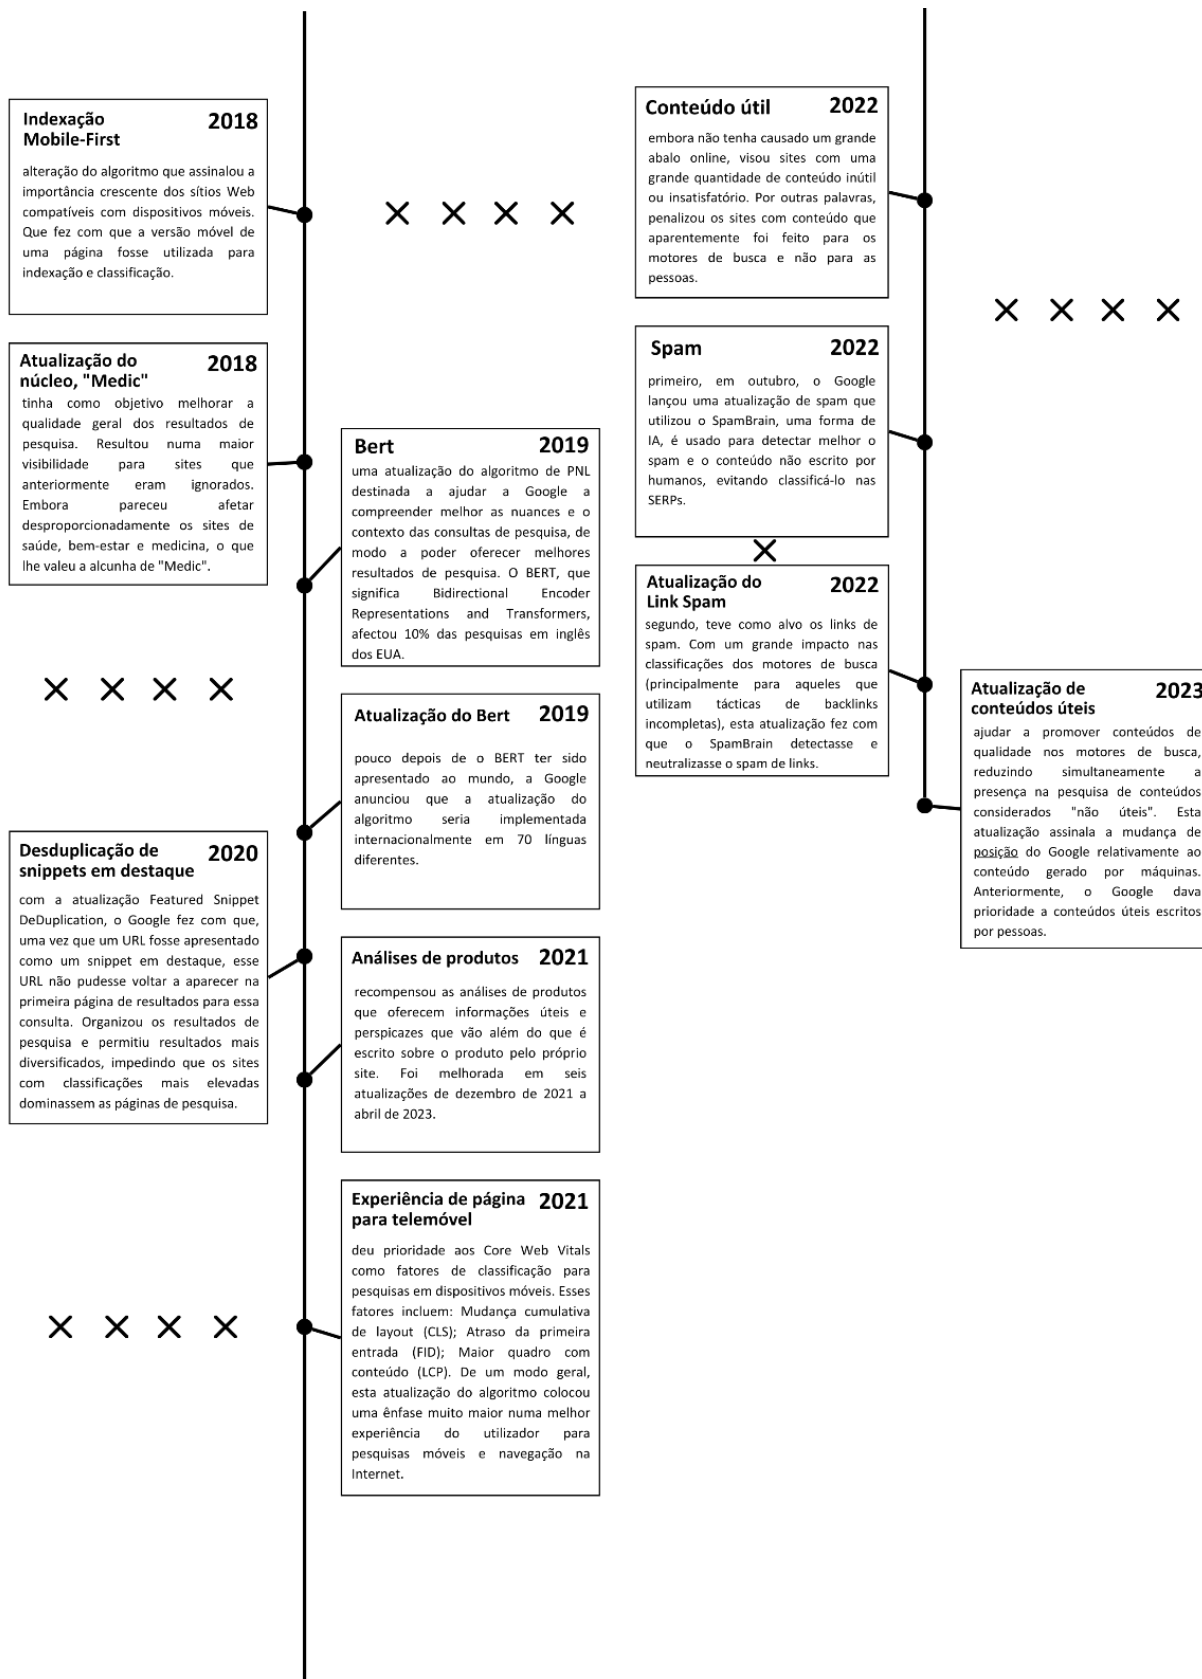 Indexação 2018
Mobile-First
alteração do algoritmo que assinalou a
importância crescente dos sítios Web
compatíveis com dispositivos móveis.
Que fez com que a versão móvel de
uma página fosse utilizada para
indexação e classificação.
Atualização do 2018
núcleo, "Medic"
tinha como objetivo melhorar a
qualidade geral dos resultados de
pesquisa. Resultou numa maior
visibilidade para sites que
anteriormente eram ignorados.
Embora pareceu afetar
desproporcionadamente os sites de
saúde, bem-estar e medicina, o que
lhe valeu a alcunha de "Medic".
Bert 2019
uma atualização do algoritmo de PNL
destinada a ajudar a Google a
compreender melhor as nuances e o
contexto das consultas de pesquisa, de
modo a poder oferecer melhores
resultados de pesquisa. O BERT, que
significa Bidirectional Encoder
Representations and Transformers,
afectou 10% das pesquisas em inglês
dos EUA.
Atualização do Bert 2019
pouco depois de o BERT ter sido
apresentado ao mundo, a Google
anunciou que a atualização do
algoritmo seria implementada
internacionalmente em 70 línguas
diferentes.
Desduplicação de 2020
snippets em destaque
com a atualização Featured Snippet
DeDuplication, o Google fez com que,
uma vez que um URL fosse apresentado
como um snippet em destaque, esse
URL não pudesse voltar a aparecer na
primeira página de resultados para essa
consulta. Organizou os resultados de
pesquisa e permitiu resultados mais
diversificados, impedindo que os sites
com classificações mais elevadas
dominassem as páginas de pesquisa.
Análises de produtos 2021
recompensou as análises de produtos
que oferecem informações úteis e
perspicazes que vão além do que é
escrito sobre o produto pelo próprio
site. Foi melhorada em seis
atualizações de dezembro de 2021 a
abril de 2023.
Experiência de página 2021
para telemóvel
deu prioridade aos Core Web Vitals
como fatores de classificação para
pesquisas em dispositivos móveis. Esses
fatores incluem: Mudança cumulativa
de layout (CLS); Atraso da primeira
entrada (FID); Maior quadro com
conteúdo (LCP). De um modo geral,
esta atualização do algoritmo colocou
uma ênfase muito maior numa melhor
experiência do utilizador para
pesquisas móveis e navegação na
Internet.
Conteúdo útil 2022
embora não tenha causado um grande
abalo online, visou sites com uma
grande quantidade de conteúdo inútil
ou insatisfatório. Por outras palavras,
penalizou os sites com conteúdo que
aparentemente foi feito para os
motores de busca e não para as
pessoas.
Spam 2022
primeiro, em outubro, o Google
lançou uma atualização de spam que
utilizou o SpamBrain, uma forma de
IA, é usado para detectar melhor o
spam e o conteúdo não escrito por
humanos, evitando classificá-lo nas
SERPs.
Atualização do 2022
Link Spam
segundo, teve como alvo os links de
spam. Com um grande impacto nas
classificações dos motores de busca
(principalmente para aqueles que
utilizam tácticas de backlinks
incompletas), esta atualização fez com
que o SpamBrain detectasse e
neutralizasse o spam de links.
Atualização de 2023
conteúdos úteis
ajudar a promover conteúdos de
qualidade nos motores de busca,
reduzindo simultaneamente a
presença na pesquisa de conteúdos
considerados "não úteis". Esta
atualização assinala a mudança de
posição do Google relativamente ao
conteúdo gerado por máquinas.
Anteriormente, o Google dava
prioridade a conteúdos úteis escritos
por pessoas.